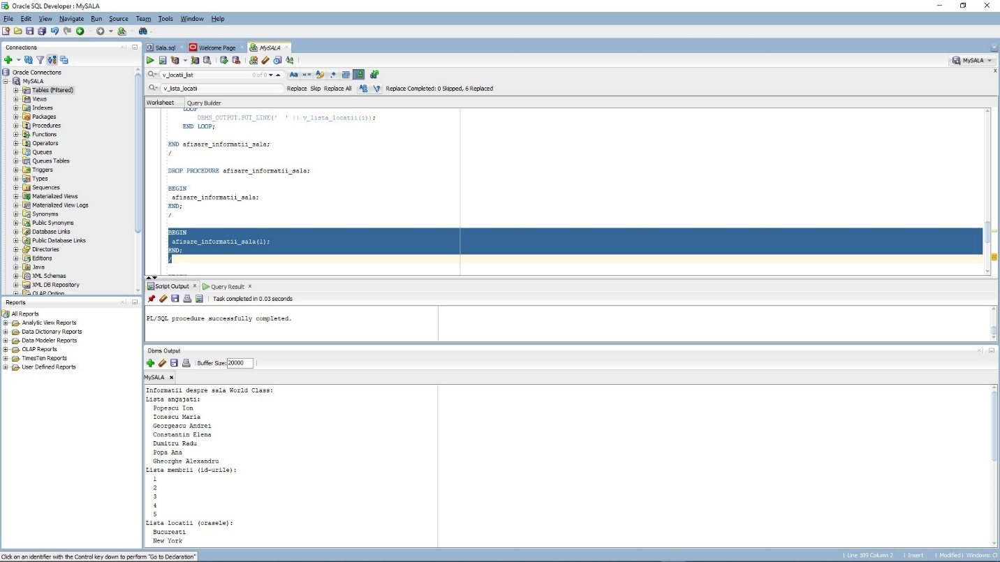 Oracle SQL Developer : MySALA
File Edit View Navigate Run Source Team Tools Window Help
Connections
Oracle Connections
MySALA
Tables (Filtered)
Views
Indexes
Packages
Procedures
Functions
Operators
Queues
Queues Tables
Triggers
Types
Sequences
Materialized Views
Materialized View Logs
Synonyms
Public Synonyms
Database Links
Public Database Links
Directories
Editions
Java
XML Schemas
XML DB Repository
OLAP Option
Reports
All Reports
Analytic View Reports
Data Dictionary Reports
Data Modeler Reports
OLAP Reports
TimesTen Reports
User Defined Reports
Sala.sql Welcome Page MySALA
MySALA
v_locatii_list 0 of 0
v_lista_locatii Replace Skip Replace All Replace Completed: 0 Skipped, 6 Replaced
Worksheet Query Builder
LOOP
DBMS_OUTPUT.PUT_LINE('  ' || v_lista_locatii(i));
END LOOP;
END afisare_informatii_sala;
/
DROP PROCEDURE afisare_informatii_sala;
BEGIN
afisare_informatii_sala;
END;
/
BEGIN
afisare_informatii_sala(1);
END;
/
Script Output Query Result
Task completed in 0.03 seconds
PL/SQL procedure successfully completed.
Dbms Output
Buffer Size: 20000
MySALA
Informatii despre sala World Class:
Lista angajati:
Popescu Ion
Ionescu Maria
Georgescu Andrei
Constantin Elena
Dumitru Radu
Popa Ana
Gheorghe Alexandru
Lista membrii (id-urile):
1
2
3
4
5
Lista locatii (orasele):
Bucuresti
New York
Click on an identifier with the Control key down to perform "Go to Declaration"
Line 109 Column 2 | Insert | Modified | Windows: Cl